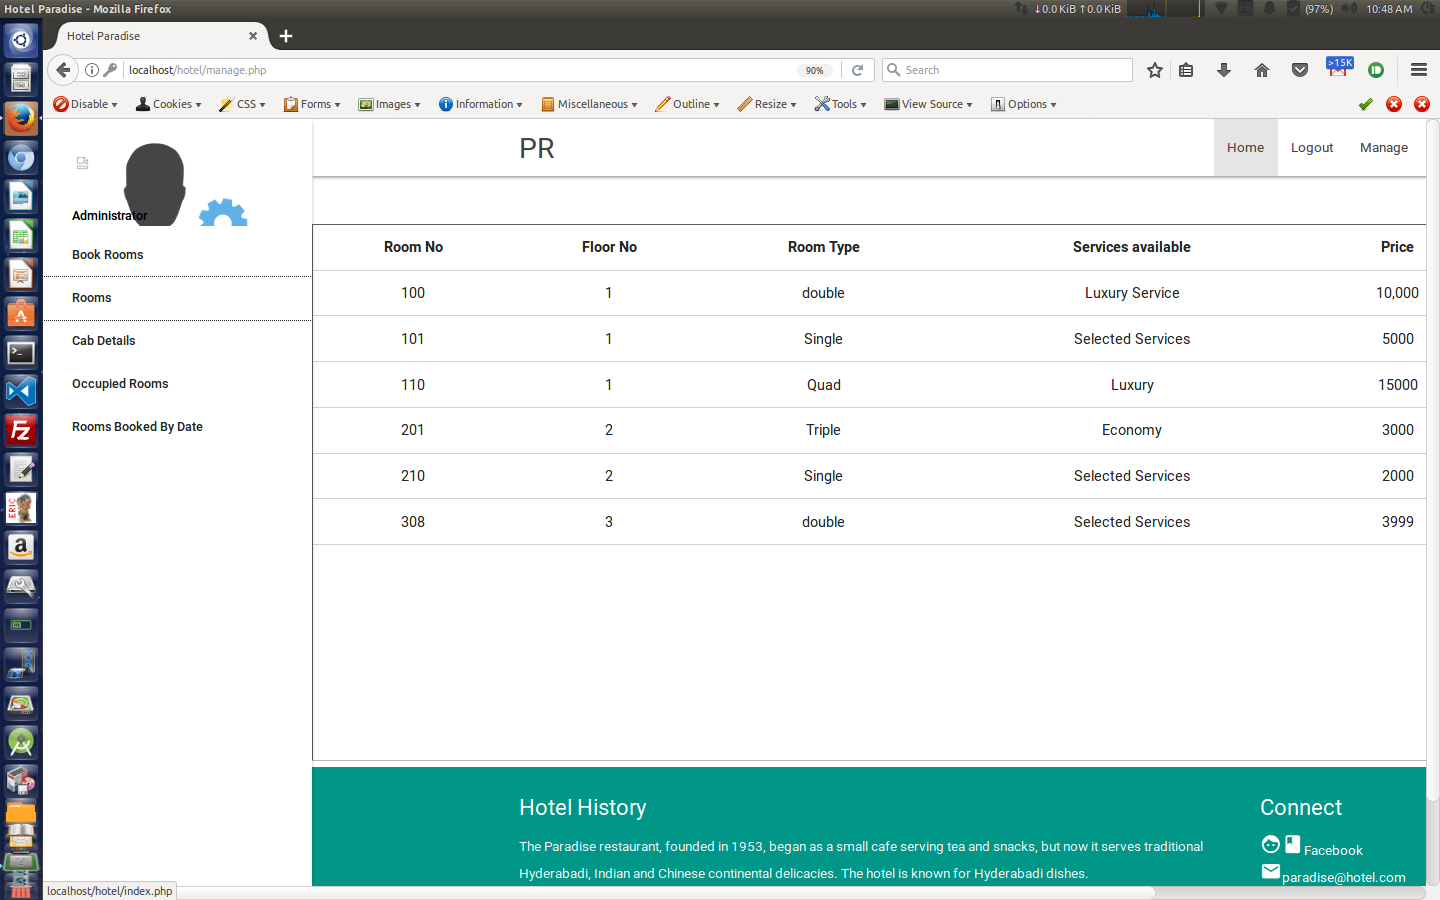 Hotel Paradise - Mozilla Firefox
↓0.0 KiB ↑0.0 KiB (97%) 10:48 AM
Hotel Paradise
localhost/hotel/manage.php 90% Search >15K
Disable Cookies CSS Forms Images Information Miscellaneous Outline Resize Tools View Source Options
PR Home Logout Manage
Administrator
Book Rooms
Rooms
Cab Details
Occupied Rooms
Rooms Booked By Date
Room No Floor No Room Type Services available Price
100 1 double Luxury Service 10,000
101 1 Single Selected Services 5000
110 1 Quad Luxury 15000
201 2 Triple Economy 3000
210 2 Single Selected Services 2000
308 3 double Selected Services 3999
Hotel History
The Paradise restaurant, founded in 1953, began as a small cafe serving tea and snacks, but now it serves traditional
Hyderabadi, Indian and Chinese continental delicacies. The hotel is known for Hyderabadi dishes.
Connect
Facebook
paradise@hotel.com
localhost/hotel/index.php